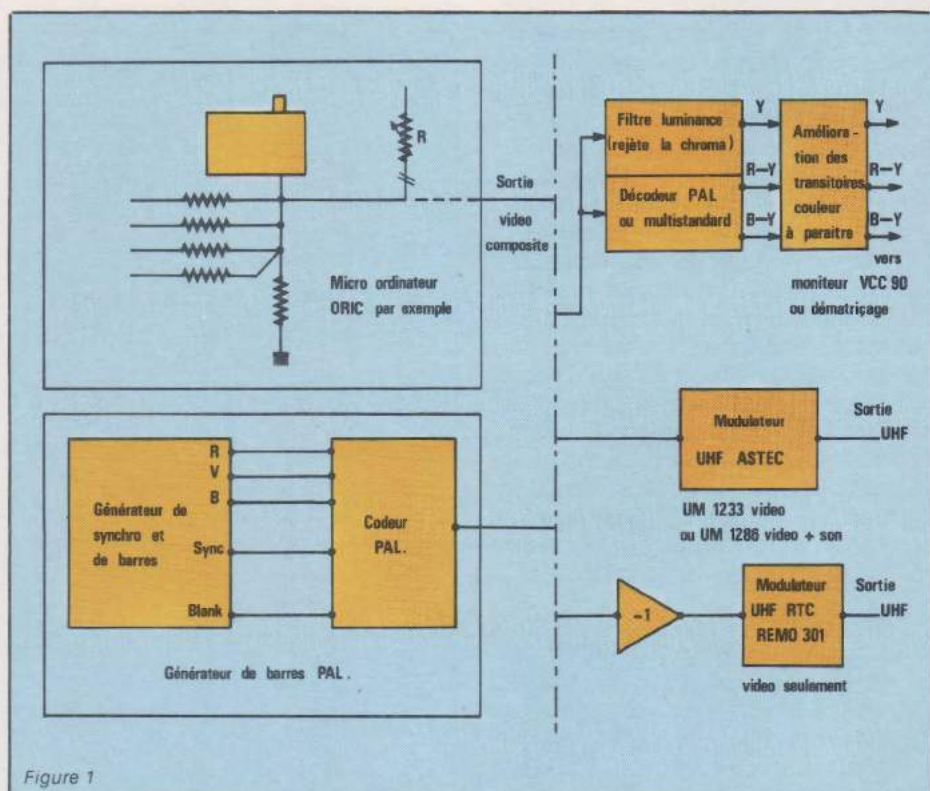 R
Sortie
video
composite
Micro ordinateur
ORIC par exemple
Filtre luminance
(rejète la chroma)
Décodeur PAL
ou multistandard
Y
R-Y
B-Y
Améliora -
tion des
transitoires
couleur
à paraitre
Y
R-Y
B-Y
vers
moniteur VCC 90
ou dématriçage
Générateur de
synchro et
de barres
R
V
B
Sync
Blank
Codeur
PAL.
Générateur de barres PAL.
Modulateur
UHF ASTEC
Sortie
UHF
UM 1233 video
ou UM 1286 video + son
-1
Modulateur
UHF RTC
REMO 301
Sortie
UHF
video seulement
Figure 1